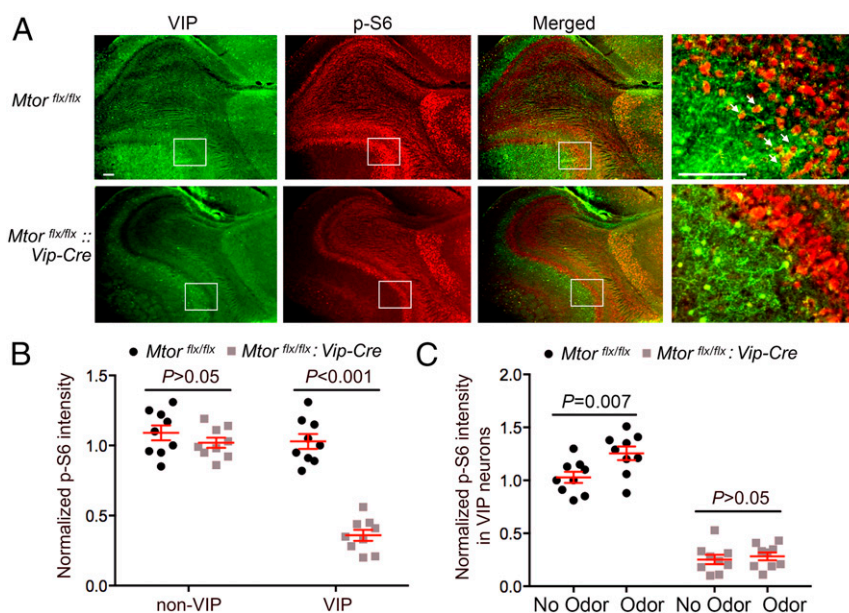 A
VIP
p-S6
Merged
Mtor flx/flx
Mtor flx/flx ::
Vip-Cre
B
Mtor flx/flx
Mtor flx/flx : Vip-Cre
Normalized p-S6 intensity
1.5
1.0
0.5
0.0
P>0.05
P<0.001
non-VIP
VIP
C
Mtor flx/flx
Mtor flx/flx : Vip-Cre
Normalized p-S6 intensity
in VIP neurons
2.0
1.5
1.0
0.5
0.0
P=0.007
P>0.05
No Odor Odor
No Odor Odor